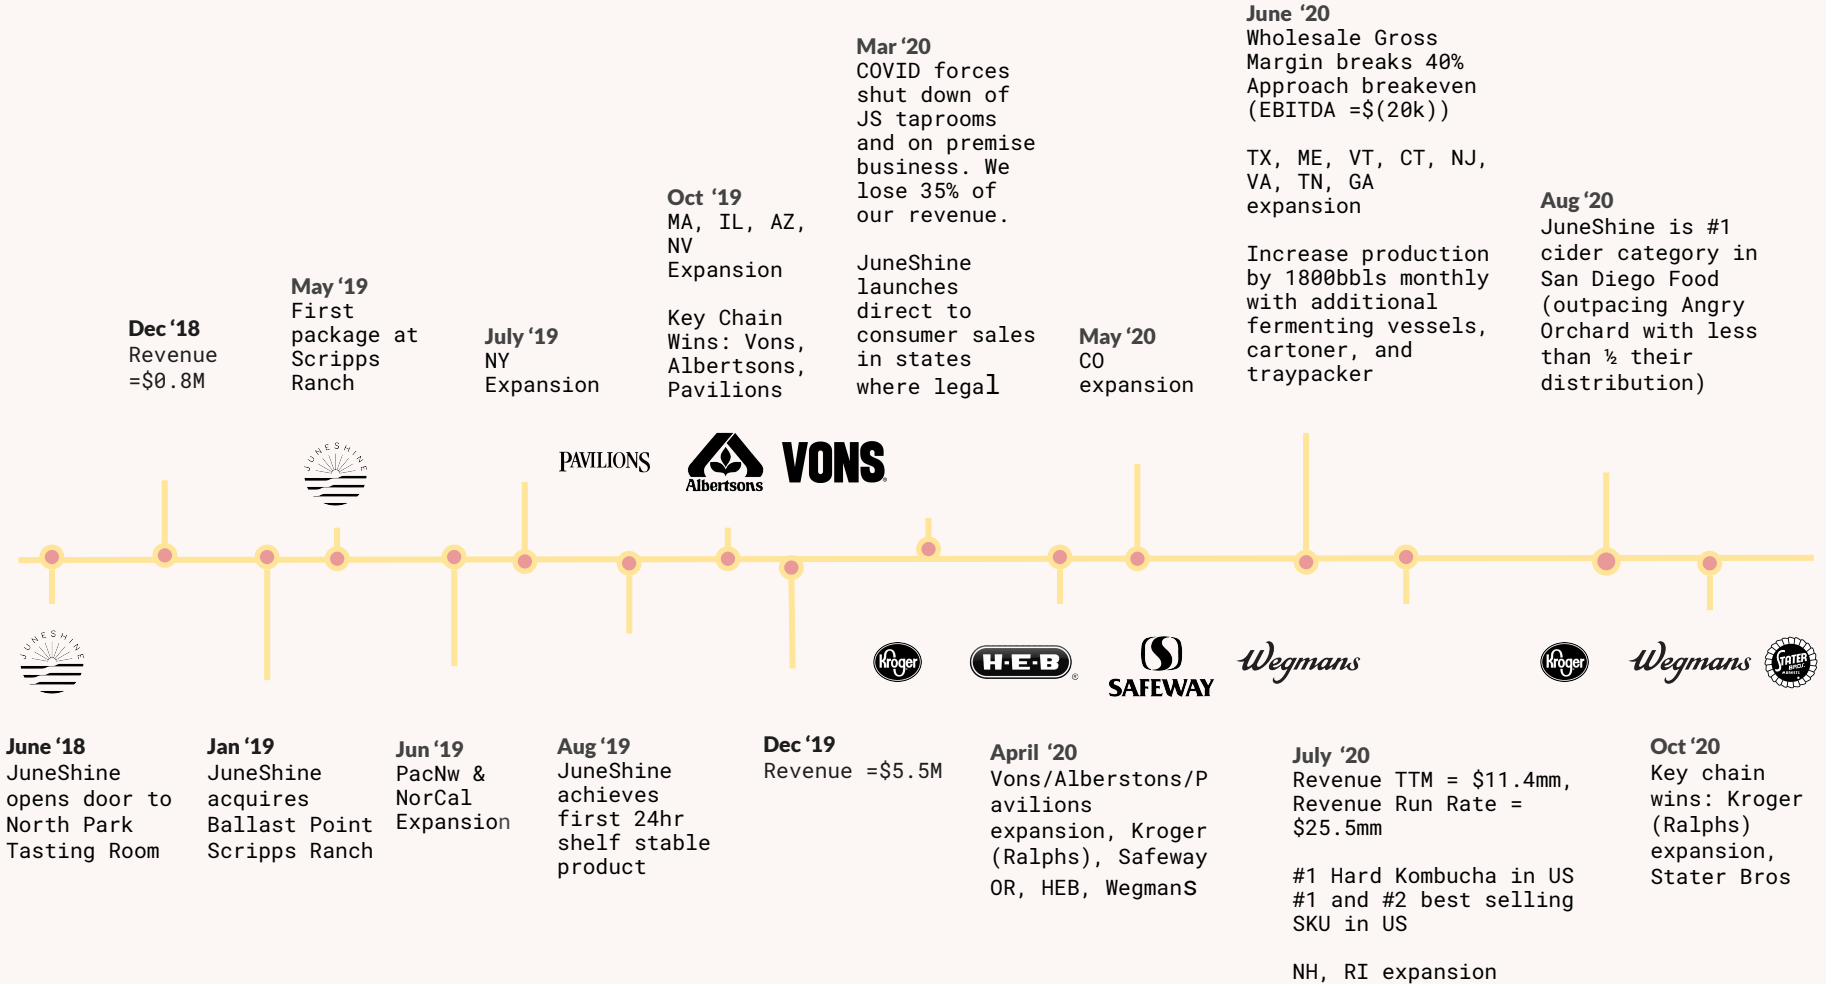 June ‘18
JuneShine
opens door to
North Park
Tasting Room
Dec ‘18
Revenue
=$0.8M
Jan ‘19
JuneShine
acquires
Ballast Point
Scripps Ranch
May ‘19
First
package at
Scripps
Ranch
Jun ‘19
PacNw &
NorCal
Expansion
July ‘19
NY
Expansion
Aug ‘19
JuneShine
achieves
first 24hr
shelf stable
product
Oct ‘19
MA, IL, AZ,
NV
Expansion
Key Chain
Wins: Vons,
Albertsons,
Pavilions
Dec ‘19
Revenue =$5.5M
Mar ‘20
COVID forces
shut down of
JS taprooms
and on premise
business. We
lose 35% of
our revenue.
JuneShine
launches
direct to
consumer sales
in states
where legal
April ‘20
Vons/Alberstons/P
avilions
expansion, Kroger
(Ralphs), Safeway
OR, HEB, Wegmans
May ‘20
CO
expansion
June ‘20
Wholesale Gross
Margin breaks 40%
Approach breakeven
(EBITDA =$(20k))
TX, ME, VT, CT, NJ,
VA, TN, GA
expansion
Increase production
by 1800bbls monthly
with additional
fermenting vessels,
cartoner, and
traypacker
July ‘20
Revenue TTM = $11.4mm,
Revenue Run Rate =
$25.5mm
#1 Hard Kombucha in US
#1 and #2 best selling
SKU in US
NH, RI expansion
Aug ‘20
JuneShine is #1
cider category in
San Diego Food
(outpacing Angry
Orchard with less
than ½ their
distribution)
Oct ‘20
Key chain
wins: Kroger
(Ralphs)
expansion,
Stater Bros
JUNESHINE
PAVILIONS
Albertsons
VONS
JUNESHINE
Kroger
H·E·B
SAFEWAY
Wegmans
Kroger
Wegmans
STATER
BROS.
MARKETS